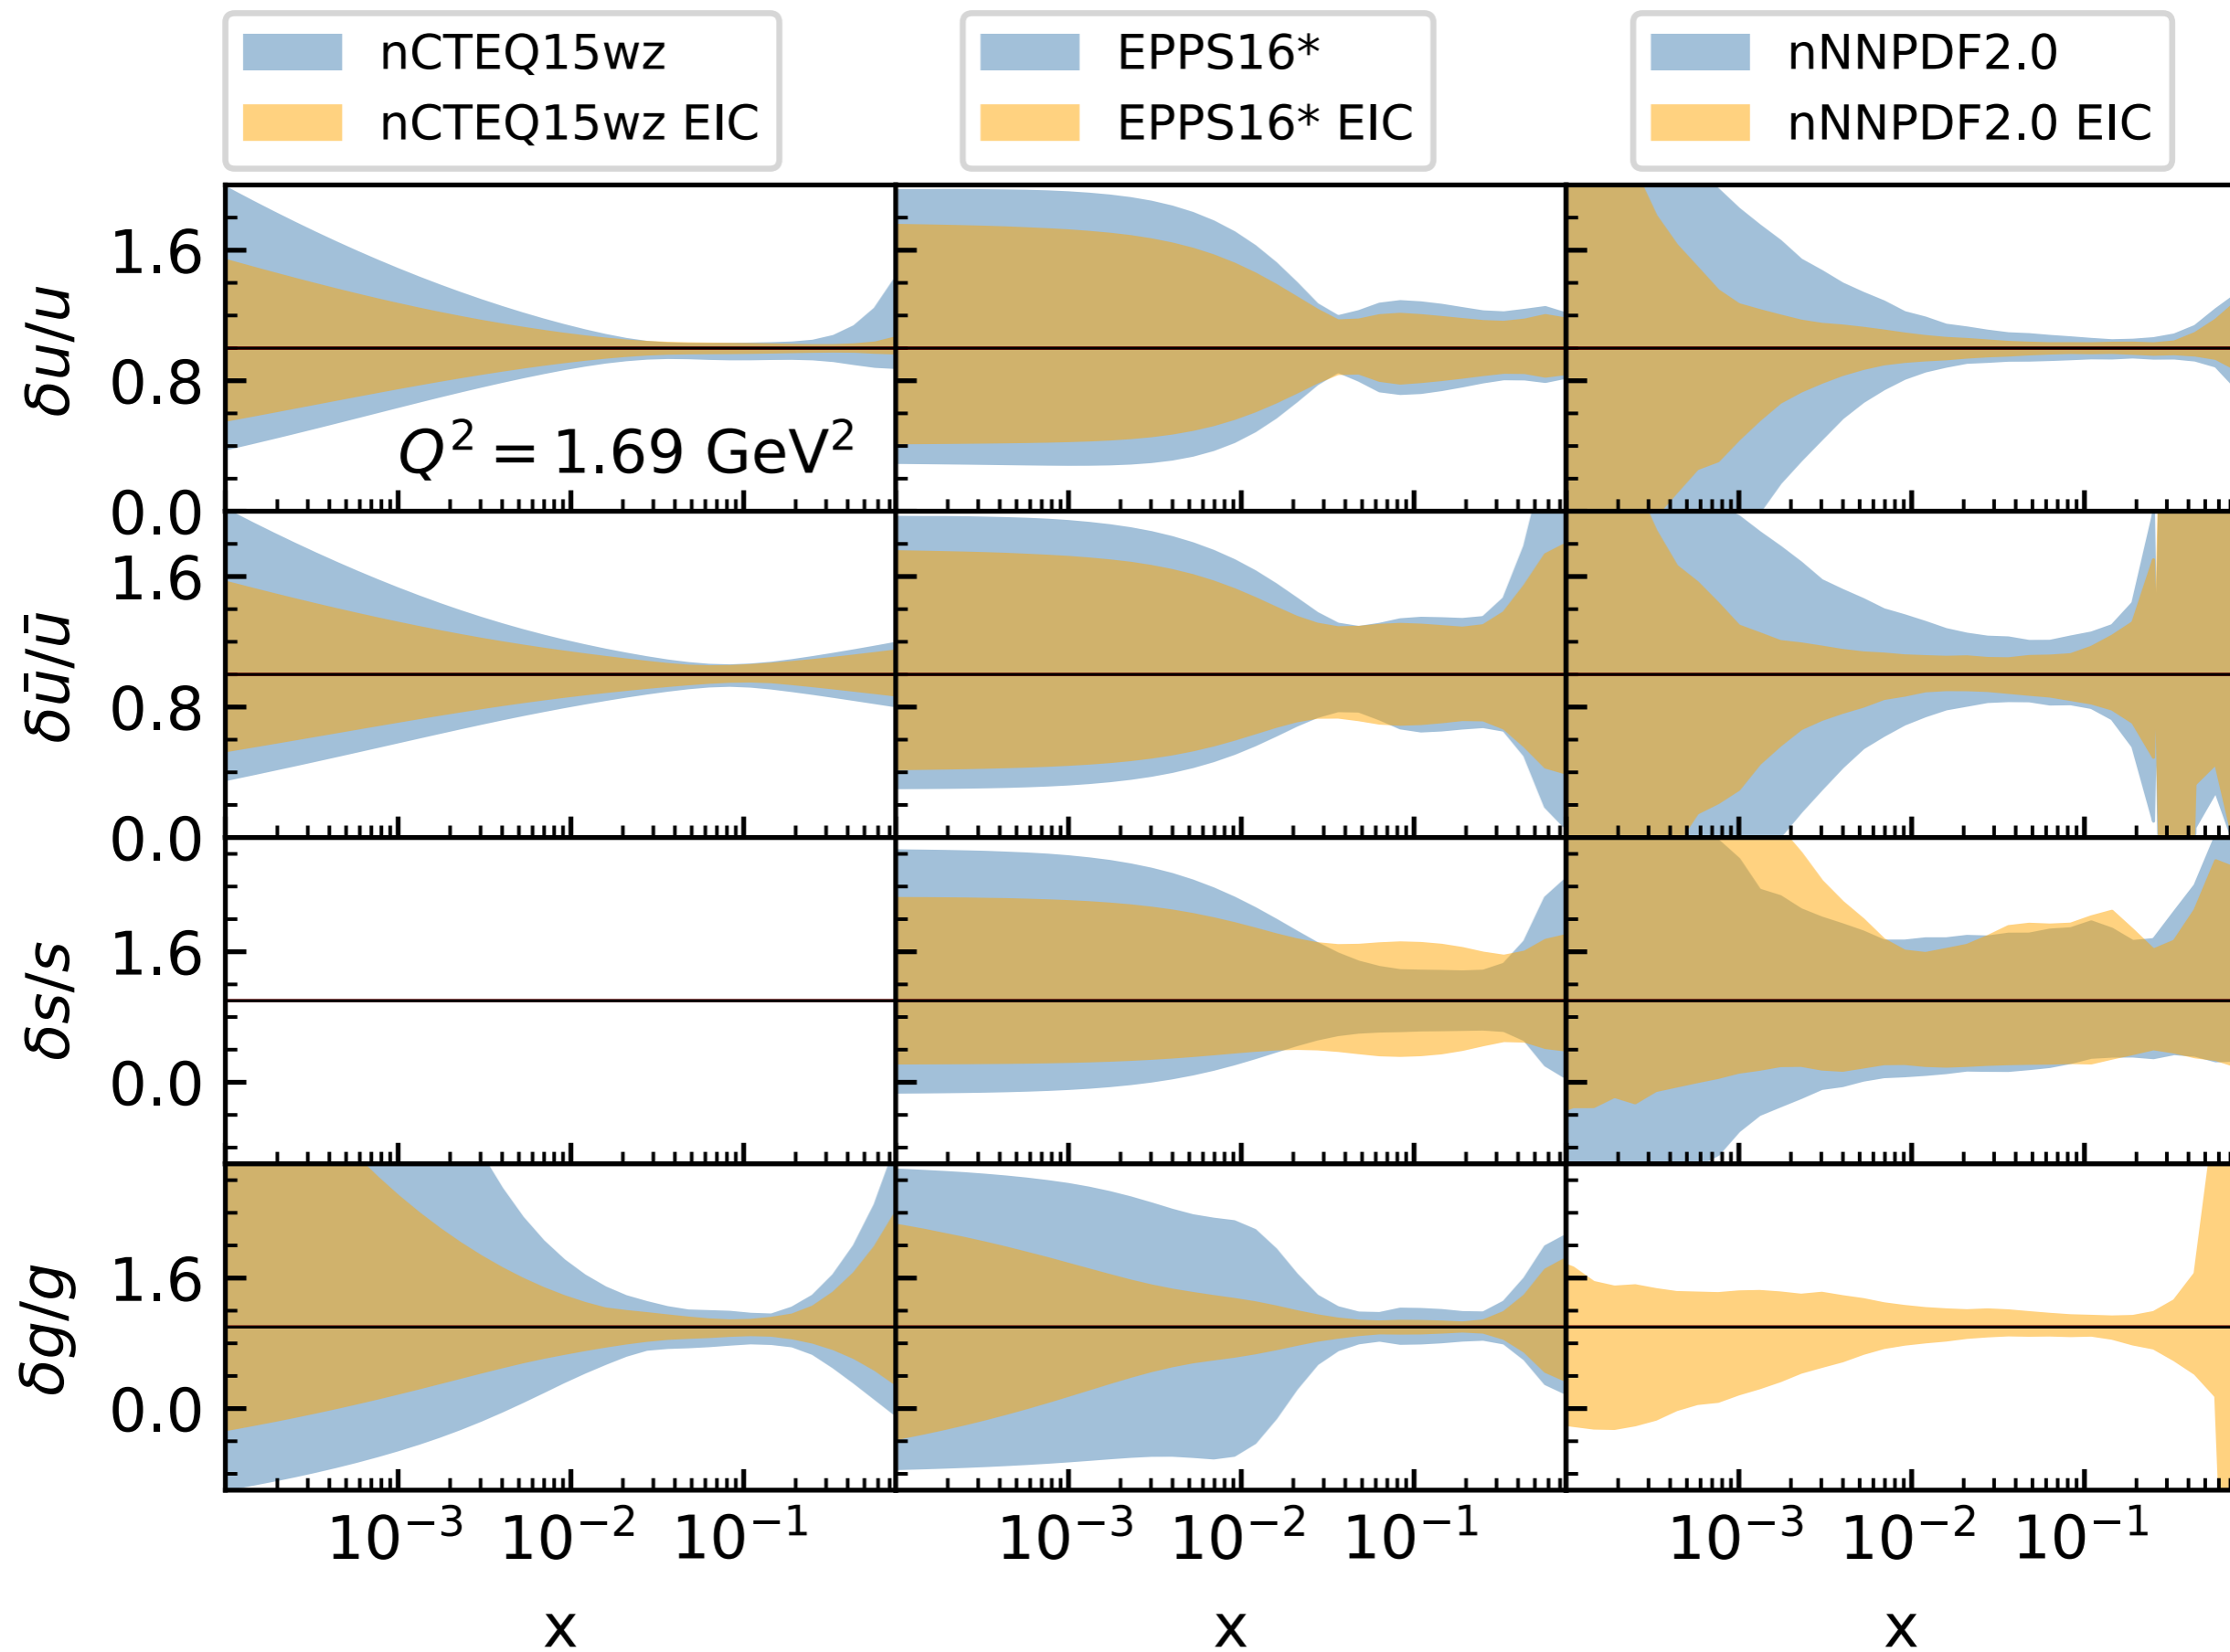 nCTEQ15wz
nCTEQ15wz EIC
EPPS16*
EPPS16* EIC
nNNPDF2.0
nNNPDF2.0 EIC
δu/u
1.6
0.8
0.0
Q² = 1.69 GeV²
δū/ū
1.6
0.8
0.0
δs/s
1.6
0.0
δg/g
1.6
0.0
10⁻³ 10⁻² 10⁻¹
10⁻³ 10⁻² 10⁻¹
10⁻³ 10⁻² 10⁻¹
x
x
x